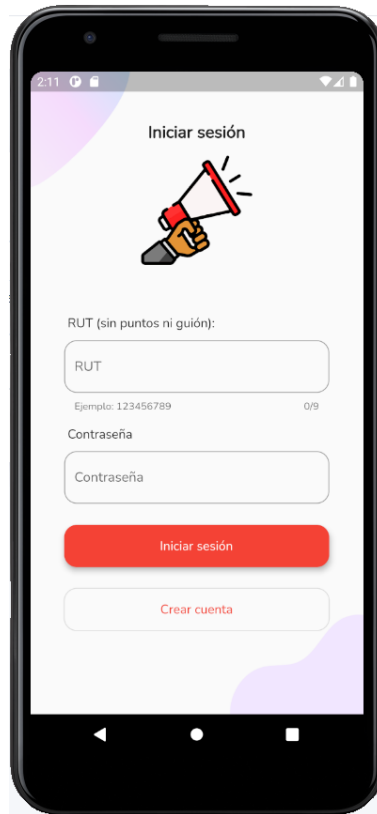 2:11
Iniciar sesión
RUT (sin puntos ni guión):
RUT
Ejemplo: 123456789 0/9
Contraseña
Contraseña
Iniciar sesión
Crear cuenta